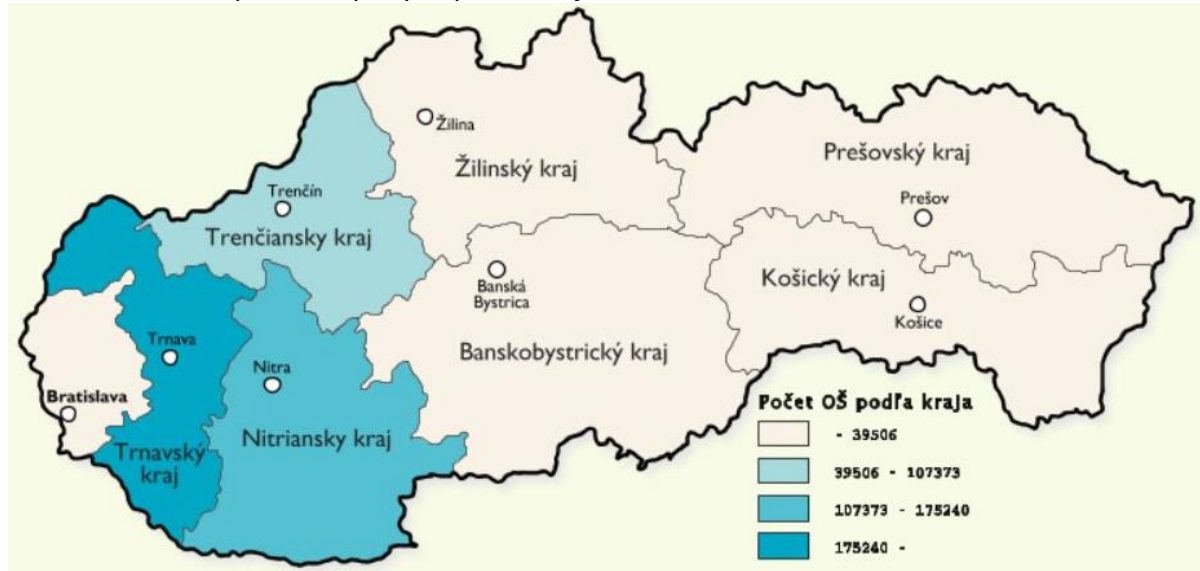 Žilina
Žilinský kraj
Prešovský kraj
Prešov
Trenčín
Trenčiansky kraj
Košický kraj
Košice
Banská
Bystrica
Banskobystrický kraj
Trnava
Nitra
Bratislava
Nitriansky kraj
Trnavský
kraj
Počet OŠ podľa kraja
- 39506
39506 - 107373
107373 - 175240
175240 -